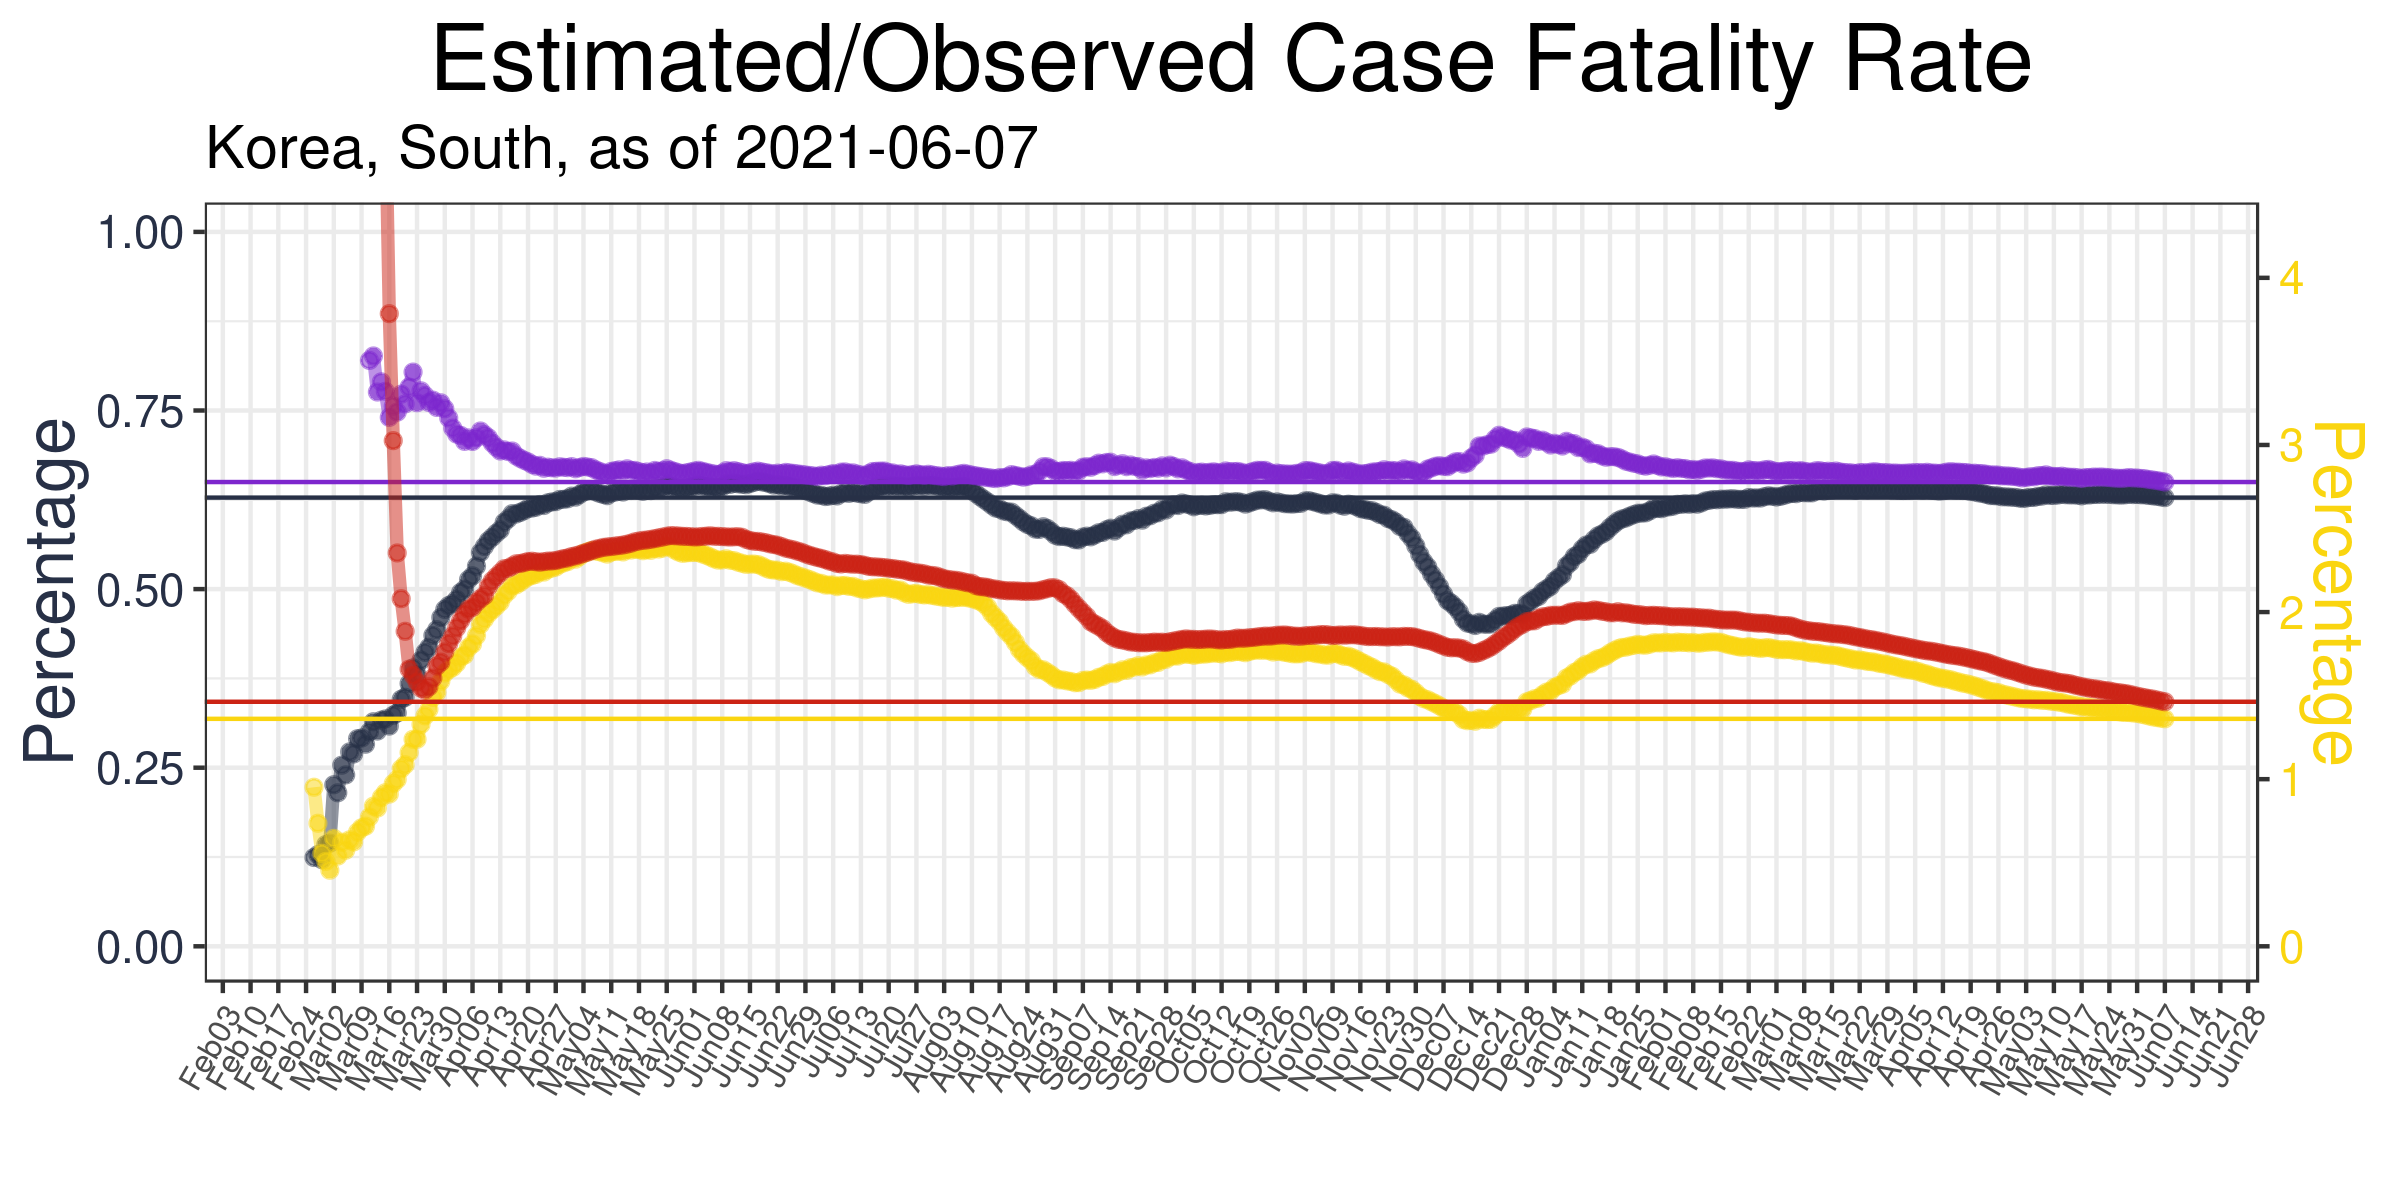 Estimated/Observed Case Fatality Rate
Korea, South, as of 2021-06-07
Percentage
1.00
0.75
0.50
0.25
0.00
4
3
2
1
0
Percentage
Feb03
Feb10
Feb17
Feb24
Mar02
Mar09
Mar16
Mar23
Mar30
Apr06
Apr13
Apr20
Apr27
May04
May11
May18
May25
Jun01
Jun08
Jun15
Jun22
Jun29
Jul06
Jul13
Jul20
Jul27
Aug03
Aug10
Aug17
Aug24
Aug31
Sep07
Sep14
Sep21
Sep28
Oct05
Oct12
Oct19
Oct26
Nov02
Nov09
Nov16
Nov23
Nov30
Dec07
Dec14
Dec21
Dec28
Jan04
Jan11
Jan18
Jan25
Feb01
Feb08
Feb15
Feb22
Mar01
Mar08
Mar15
Mar22
Mar29
Apr05
Apr12
Apr19
Apr26
May03
May10
May17
May24
May31
May07
Jun14
Jun21
Jun28